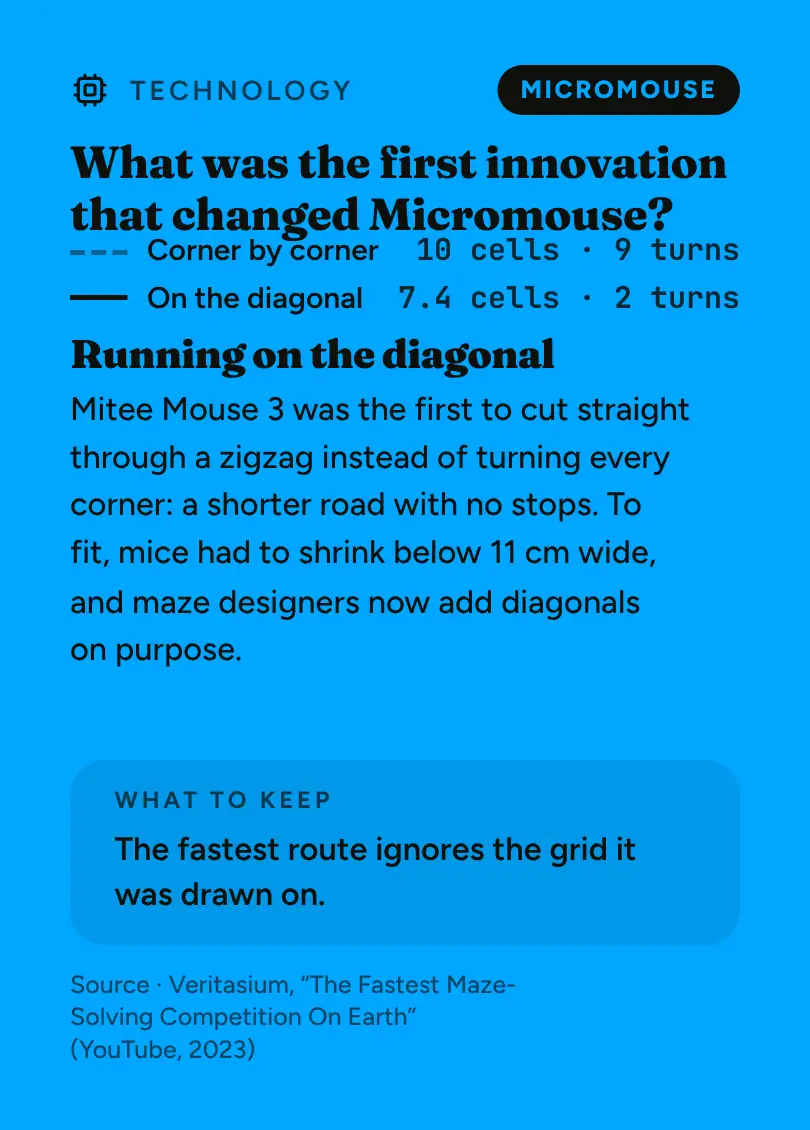 TECHNOLOGY
MICROMOUSE
What was the first innovation
that changed Micromouse?
Corner by corner 10 cells · 9 turns
On the diagonal 7.4 cells · 2 turns
Running on the diagonal
Mitee Mouse 3 was the first to cut straight
through a zigzag instead of turning every
corner: a shorter road with no stops. To
fit, mice had to shrink below 11 cm wide,
and maze designers now add diagonals
on purpose.
WHAT TO KEEP
The fastest route ignores the grid it
was drawn on.
Source · Veritasium, “The Fastest Maze-
Solving Competition On Earth”
(YouTube, 2023)